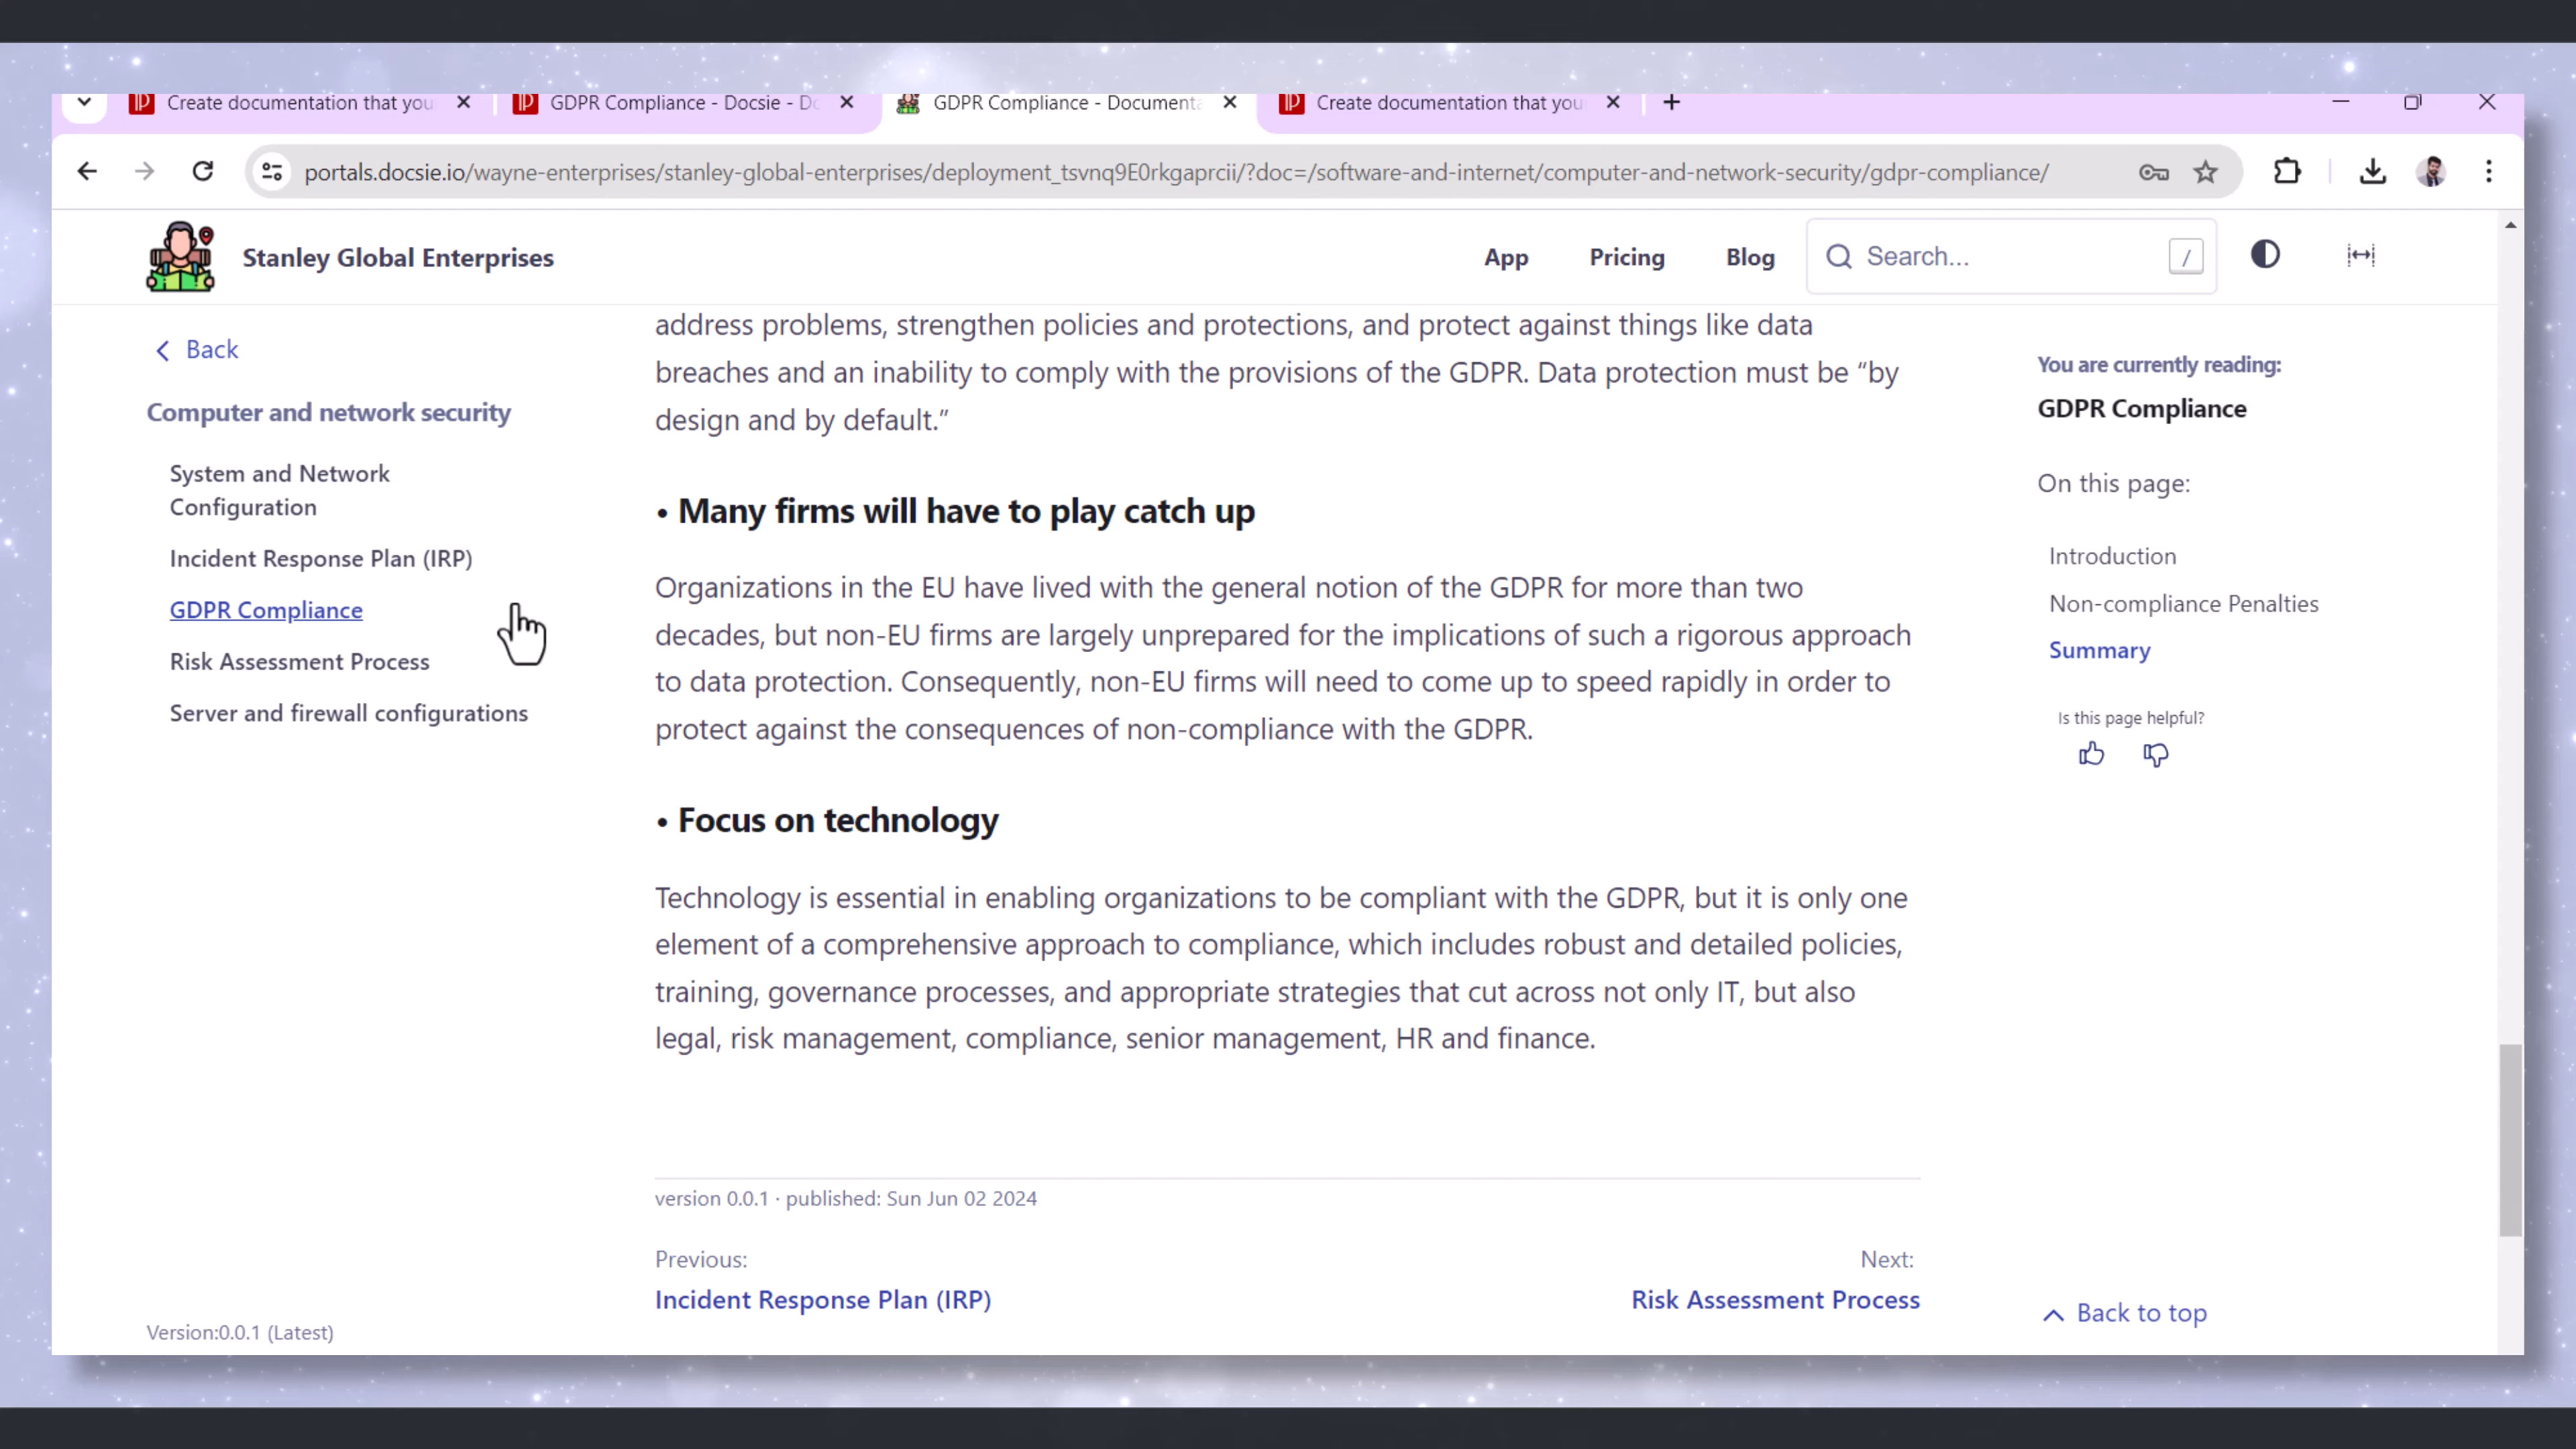 Create documentation that you
GDPR Compliance - Docsie - Do
GDPR Compliance - Documenta
Create documentation that you
portals.docsie.io/wayne-enterprises/stanley-global-enterprises/deployment_tsvnq9E0rkgaprcii/?doc=/software-and-internet/computer-and-network-security/gdpr-compliance/
Stanley Global Enterprises
App
Pricing
Blog
Search...
/
Back
Computer and network security
System and Network
Configuration
Incident Response Plan (IRP)
GDPR Compliance
Risk Assessment Process
Server and firewall configurations
Version:0.0.1 (Latest)
address problems, strengthen policies and protections, and protect against things like data
breaches and an inability to comply with the provisions of the GDPR. Data protection must be “by
design and by default.”
• Many firms will have to play catch up
Organizations in the EU have lived with the general notion of the GDPR for more than two
decades, but non-EU firms are largely unprepared for the implications of such a rigorous approach
to data protection. Consequently, non-EU firms will need to come up to speed rapidly in order to
protect against the consequences of non-compliance with the GDPR.
• Focus on technology
Technology is essential in enabling organizations to be compliant with the GDPR, but it is only one
element of a comprehensive approach to compliance, which includes robust and detailed policies,
training, governance processes, and appropriate strategies that cut across not only IT, but also
legal, risk management, compliance, senior management, HR and finance.
version 0.0.1 · published: Sun Jun 02 2024
Previous:
Incident Response Plan (IRP)
Next:
Risk Assessment Process
You are currently reading:
GDPR Compliance
On this page:
Introduction
Non-compliance Penalties
Summary
Is this page helpful?
Back to top